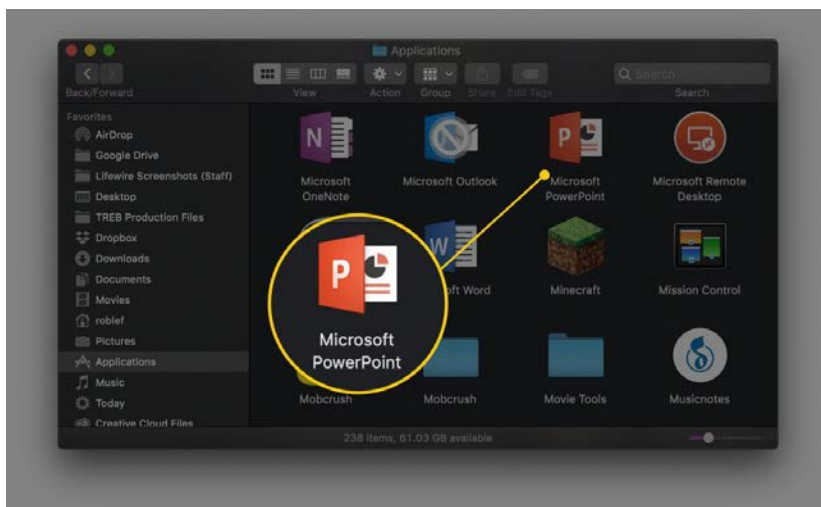 Applications
Back/Forward
View
Action
Group
Share
Edit Tags
Search
Search
Favorites
AirDrop
Google Drive
Lifewire Screenshots (Staff)
Desktop
TREB Production Files
Dropbox
Downloads
Documents
Movies
roblef
Pictures
Applications
Music
Today
Creative Cloud Files
N
Microsoft
OneNote
Microsoft Outlook
P
Microsoft
PowerPoint
Microsoft Remote
Desktop
W
oft Word
Minecraft
Mission Control
P
Microsoft
PowerPoint
Mobcrush
Mobcrush
Movie Tools
Musicnotes
238 items, 61.03 GB available